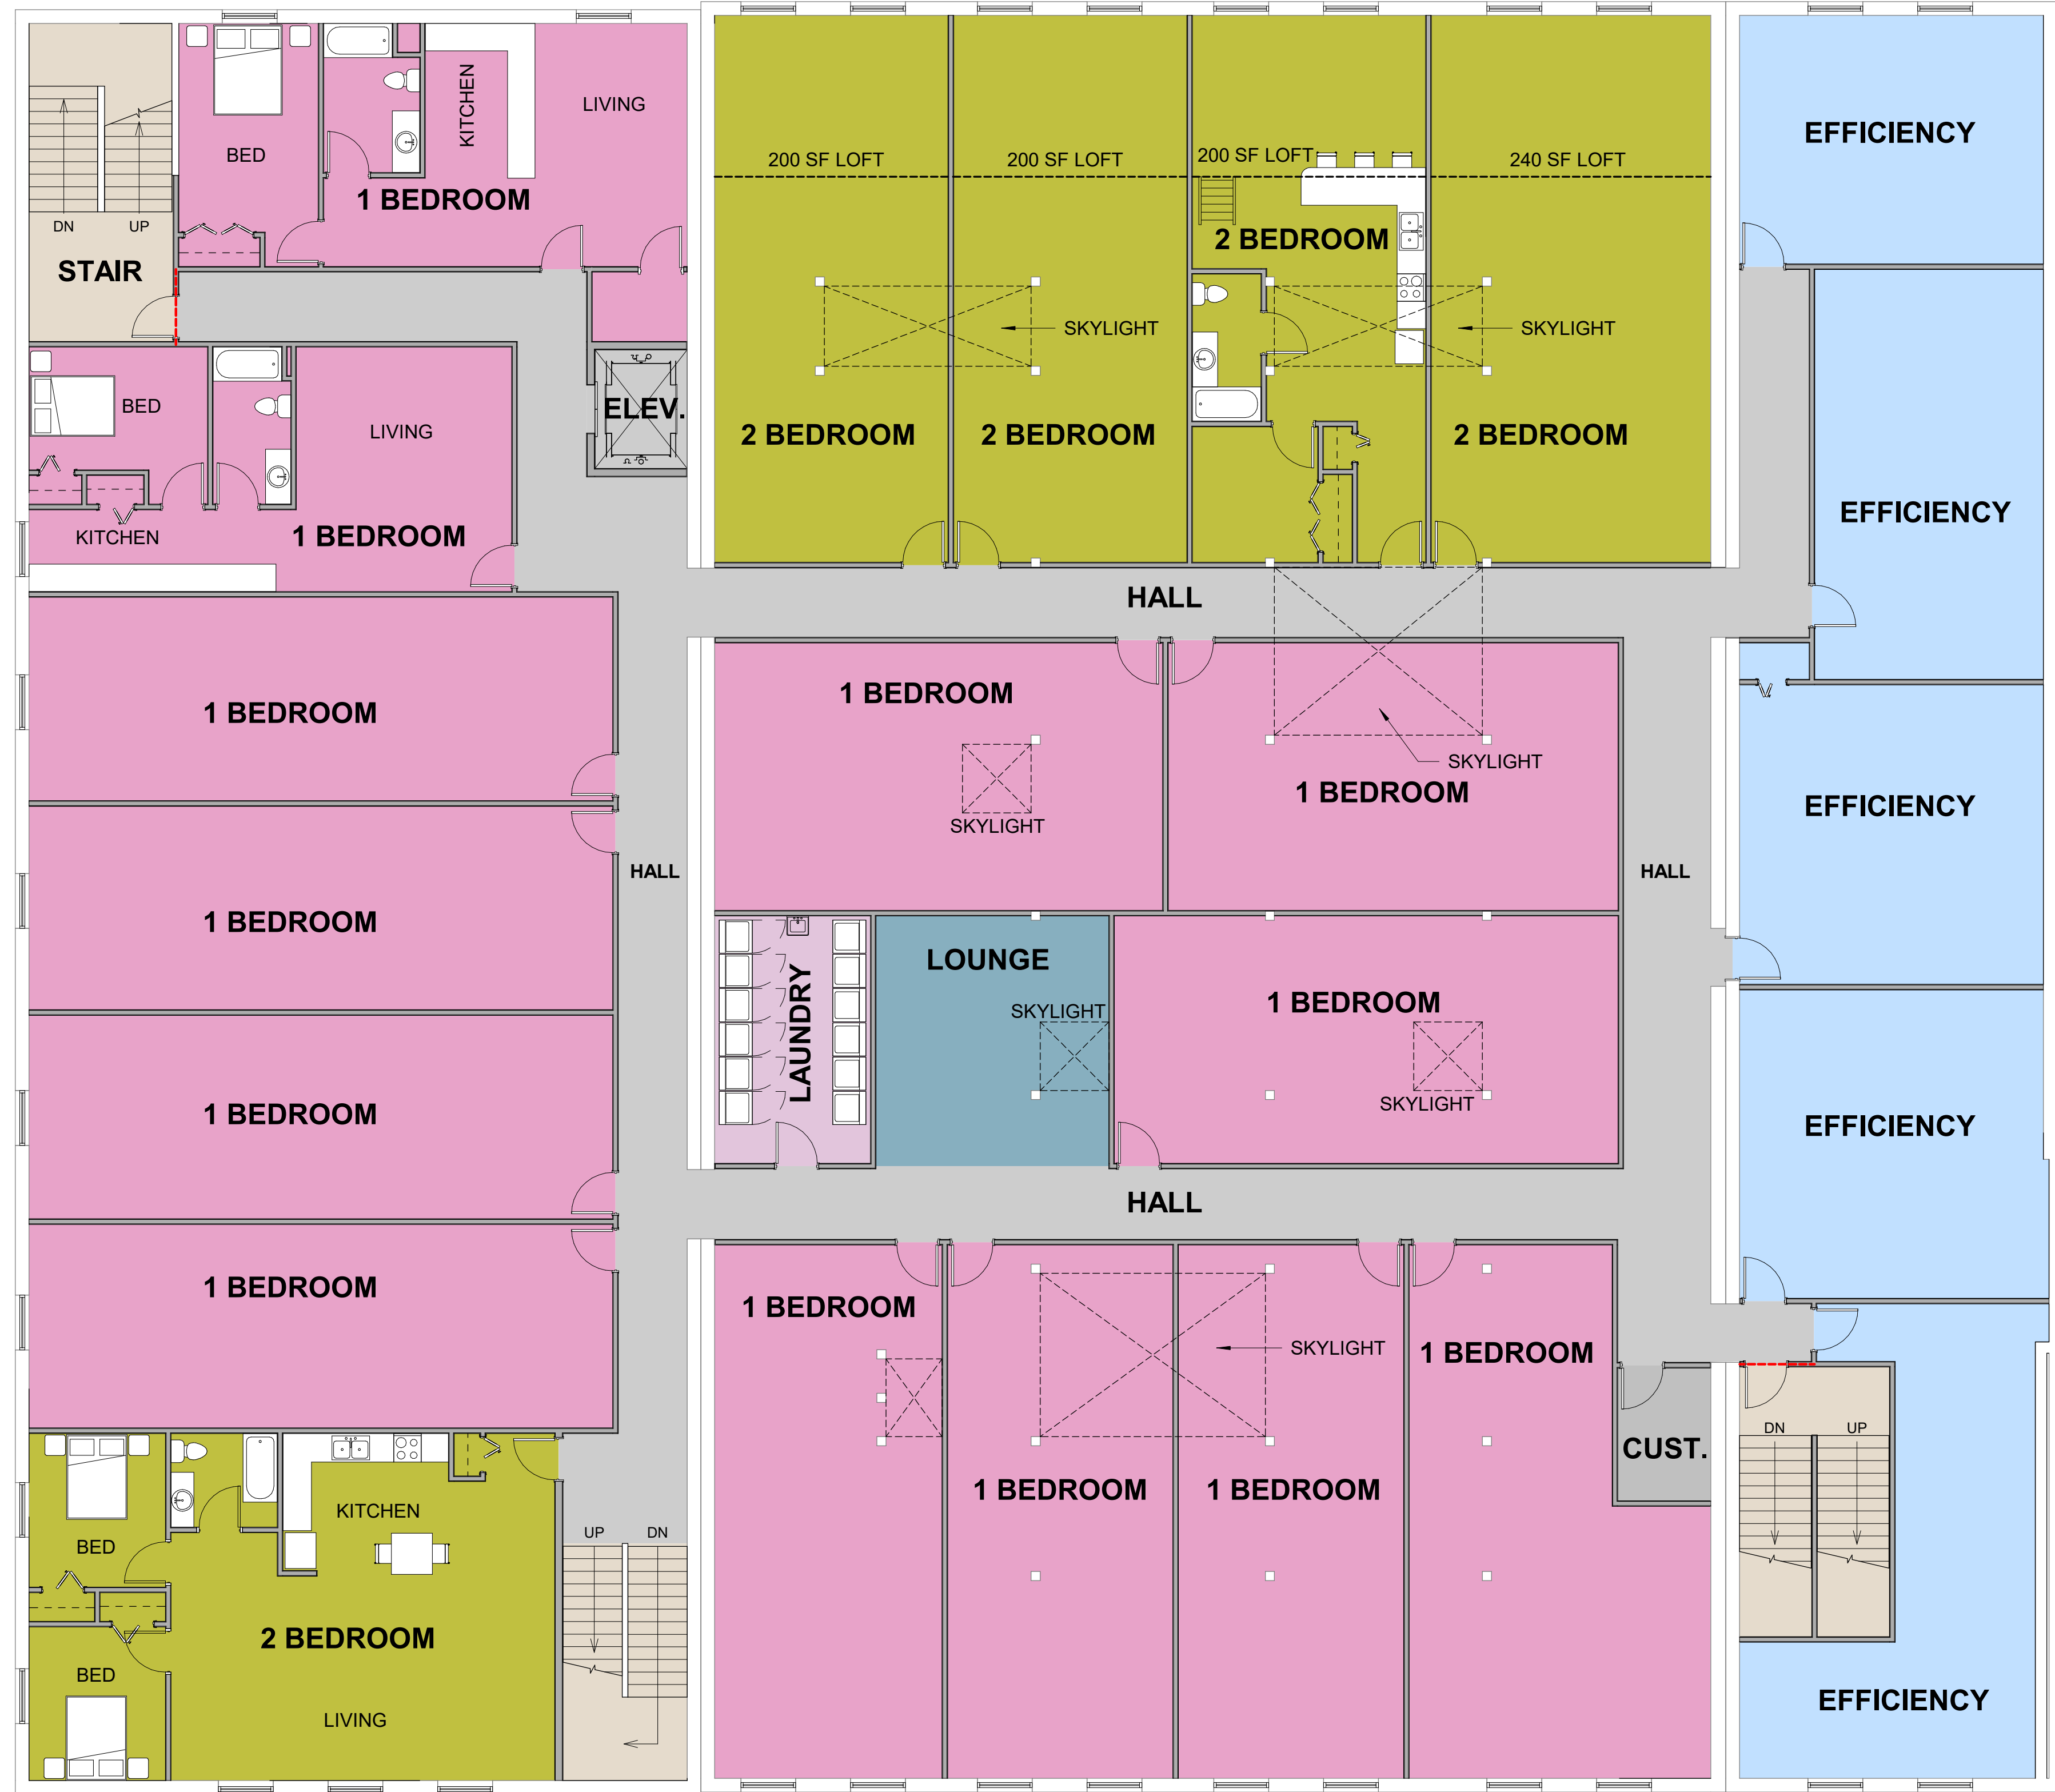 BED
KITCHEN
LIVING
1 BEDROOM
DN
UP
STAIR
BED
LIVING
KITCHEN
1 BEDROOM
ELEV.
1 BEDROOM
1 BEDROOM
1 BEDROOM
1 BEDROOM
HALL
BED
KITCHEN
2 BEDROOM
BED
LIVING
UP
DN
200 SF LOFT
200 SF LOFT
200 SF LOFT
240 SF LOFT
2 BEDROOM
SKYLIGHT
SKYLIGHT
2 BEDROOM
2 BEDROOM
2 BEDROOM
HALL
1 BEDROOM
SKYLIGHT
SKYLIGHT
1 BEDROOM
LAUNDRY
LOUNGE
SKYLIGHT
1 BEDROOM
SKYLIGHT
HALL
HALL
1 BEDROOM
SKYLIGHT
1 BEDROOM
1 BEDROOM
1 BEDROOM
CUST.
EFFICIENCY
EFFICIENCY
EFFICIENCY
EFFICIENCY
DN
UP
EFFICIENCY